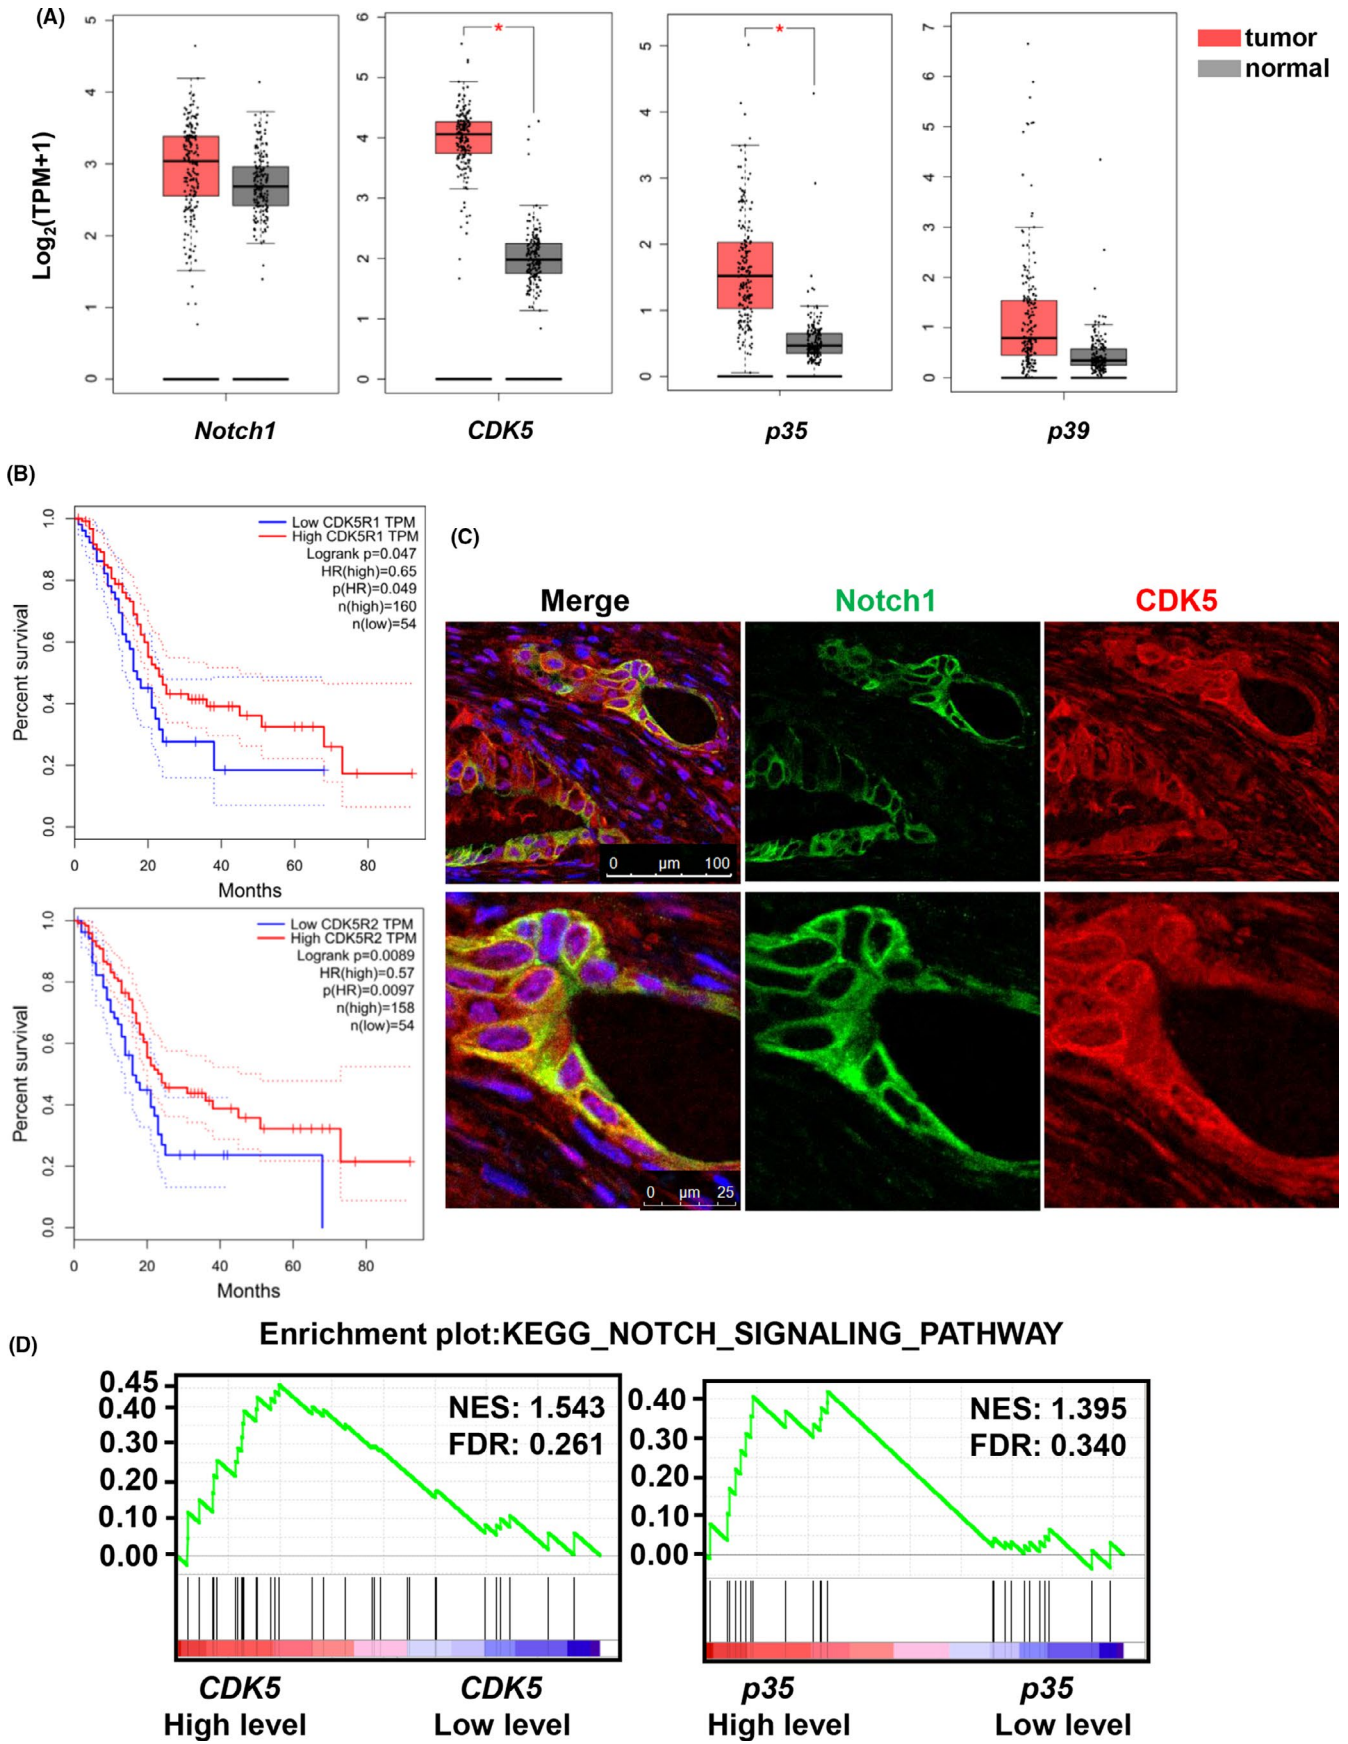 (A)
tumor
normal
Log2(TPM+1)
5
4
3
2
1
0
6
5
4
3
2
1
0
5
4
3
2
1
0
7
6
5
4
3
2
1
0
*
*
Notch1
CDK5
p35
p39
(B)
Percent survival
1.0
0.8
0.6
0.4
0.2
0.0
Low CDK5R1 TPM
High CDK5R1 TPM
Logrank p=0.047
HR(high)=0.65
p(HR)=0.049
n(high)=160
n(low)=54
0 20 40 60 80
Months
Percent survival
1.0
0.8
0.6
0.4
0.2
0.0
Low CDK5R2 TPM
High CDK5R2 TPM
Logrank p=0.0089
HR(high)=0.57
p(HR)=0.0097
n(high)=158
n(low)=54
0 20 40 60 80
Months
(C)
Merge
Notch1
CDK5
0 µm 100
0 µm 25
(D)
Enrichment plot:KEGG_NOTCH_SIGNALING_PATHWAY
0.45
0.40
0.30
0.20
0.10
0.00
NES: 1.543
FDR: 0.261
CDK5
High level
CDK5
Low level
0.40
0.30
0.20
0.10
0.00
NES: 1.395
FDR: 0.340
p35
High level
p35
Low level